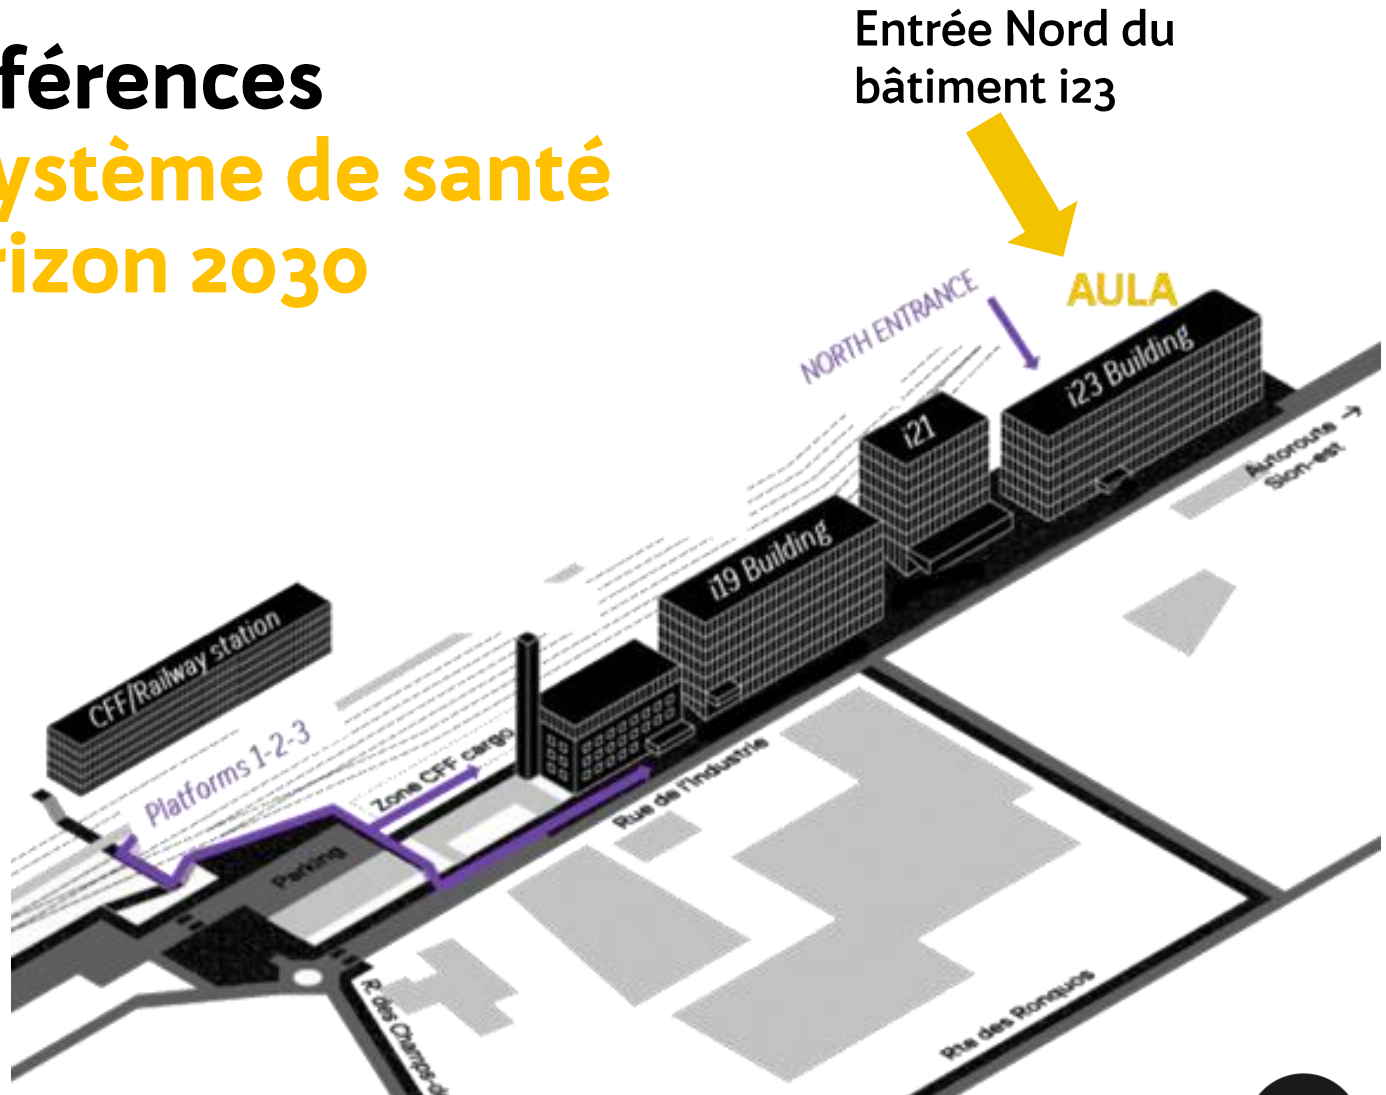 férences
ystème de santé
rizon 2030
Entrée Nord du
bâtiment i23
AULA
NORTH ENTRANCE
i23 Building
i21
i19 Building
Autoroute →
Sion-est
CFF/Railway station
Platforms 1-2-3
Zone CFF cargo
Rue de l'Industrie
Parking
R. des Champs-de
Rte des Ronquos